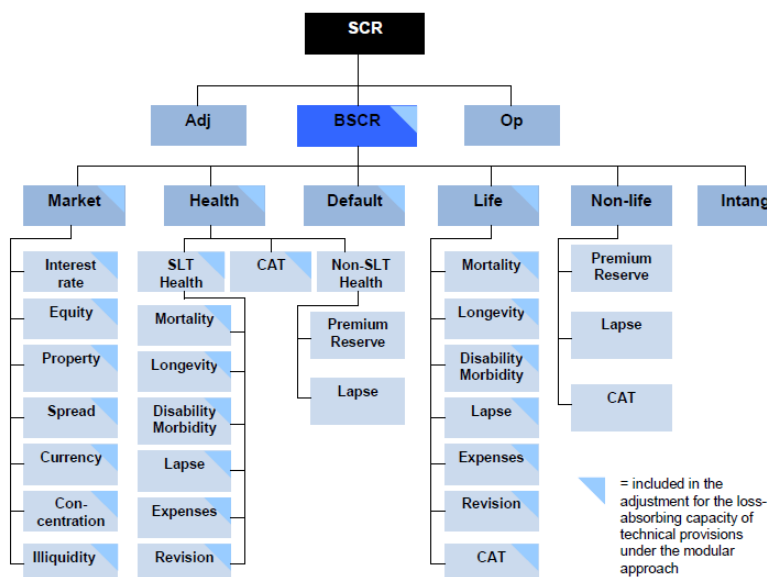 SCR
Adj
BSCR
Op
Market
Health
Default
Life
Non-life
Intang
Interest
rate
Equity
Property
Spread
Currency
Con-
centration
Illiquidity
SLT
Health
CAT
Non-SLT
Health
Mortality
Longevity
Disability
Morbidity
Lapse
Expenses
Revision
Premium
Reserve
Lapse
Mortality
Longevity
Disability
Morbidity
Lapse
Expenses
Revision
CAT
Premium
Reserve
Lapse
CAT
= included in the
adjustment for the loss-
absorbing capacity of
technical provisions
under the modular
approach